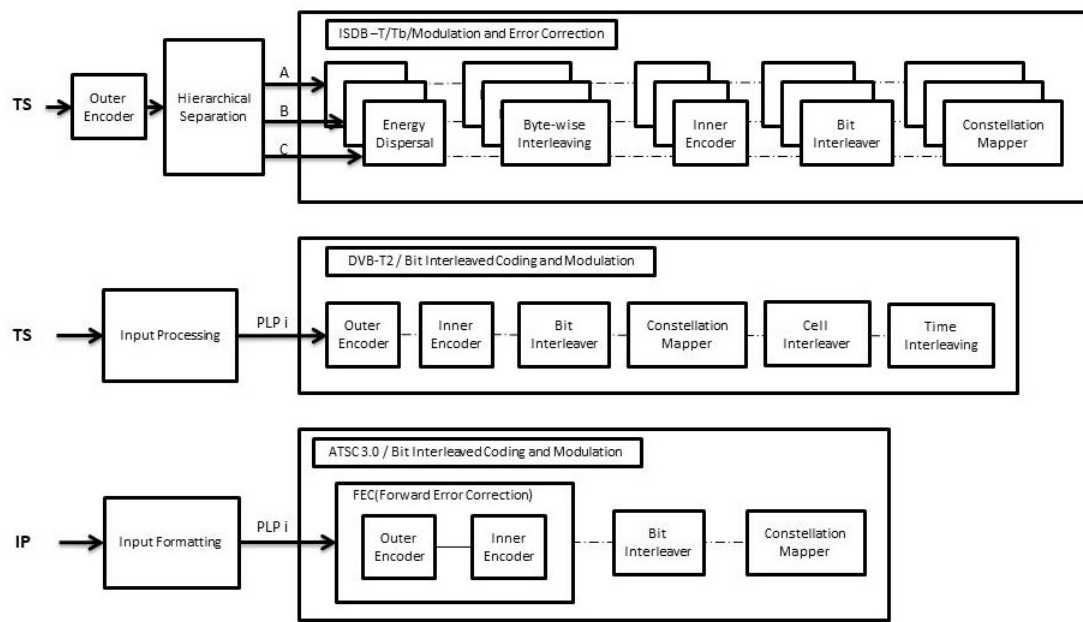 ISDB –T/Tb/Modulation and Error Correction
TS
Outer
Encoder
Hierarchical
Separation
A
B
C
Energy
Dispersal
Byte-wise
Interleaving
Inner
Encoder
Bit
Interleaver
Constellation
Mapper
DVB-T2 / Bit Interleaved Coding and Modulation
TS
Input Processing
PLP i
Outer
Encoder
Inner
Encoder
Bit
Interleaver
Constellation
Mapper
Cell
Interleaver
Time
Interleaving
ATSC 3.0 / Bit Interleaved Coding and Modulation
IP
Input Formatting
PLP i
FEC(Forward Error Correction)
Outer
Encoder
Inner
Encoder
Bit
Interleaver
Constellation
Mapper